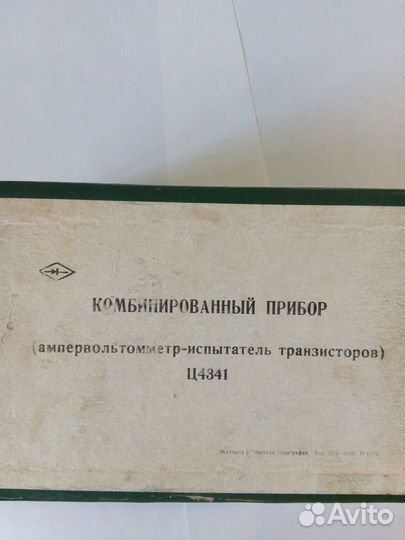 КОМБИНИРОВАННЫЙ ПРИБОР
(ампервольтомметр-испытатель транзисторов)
Ц4341
Avito